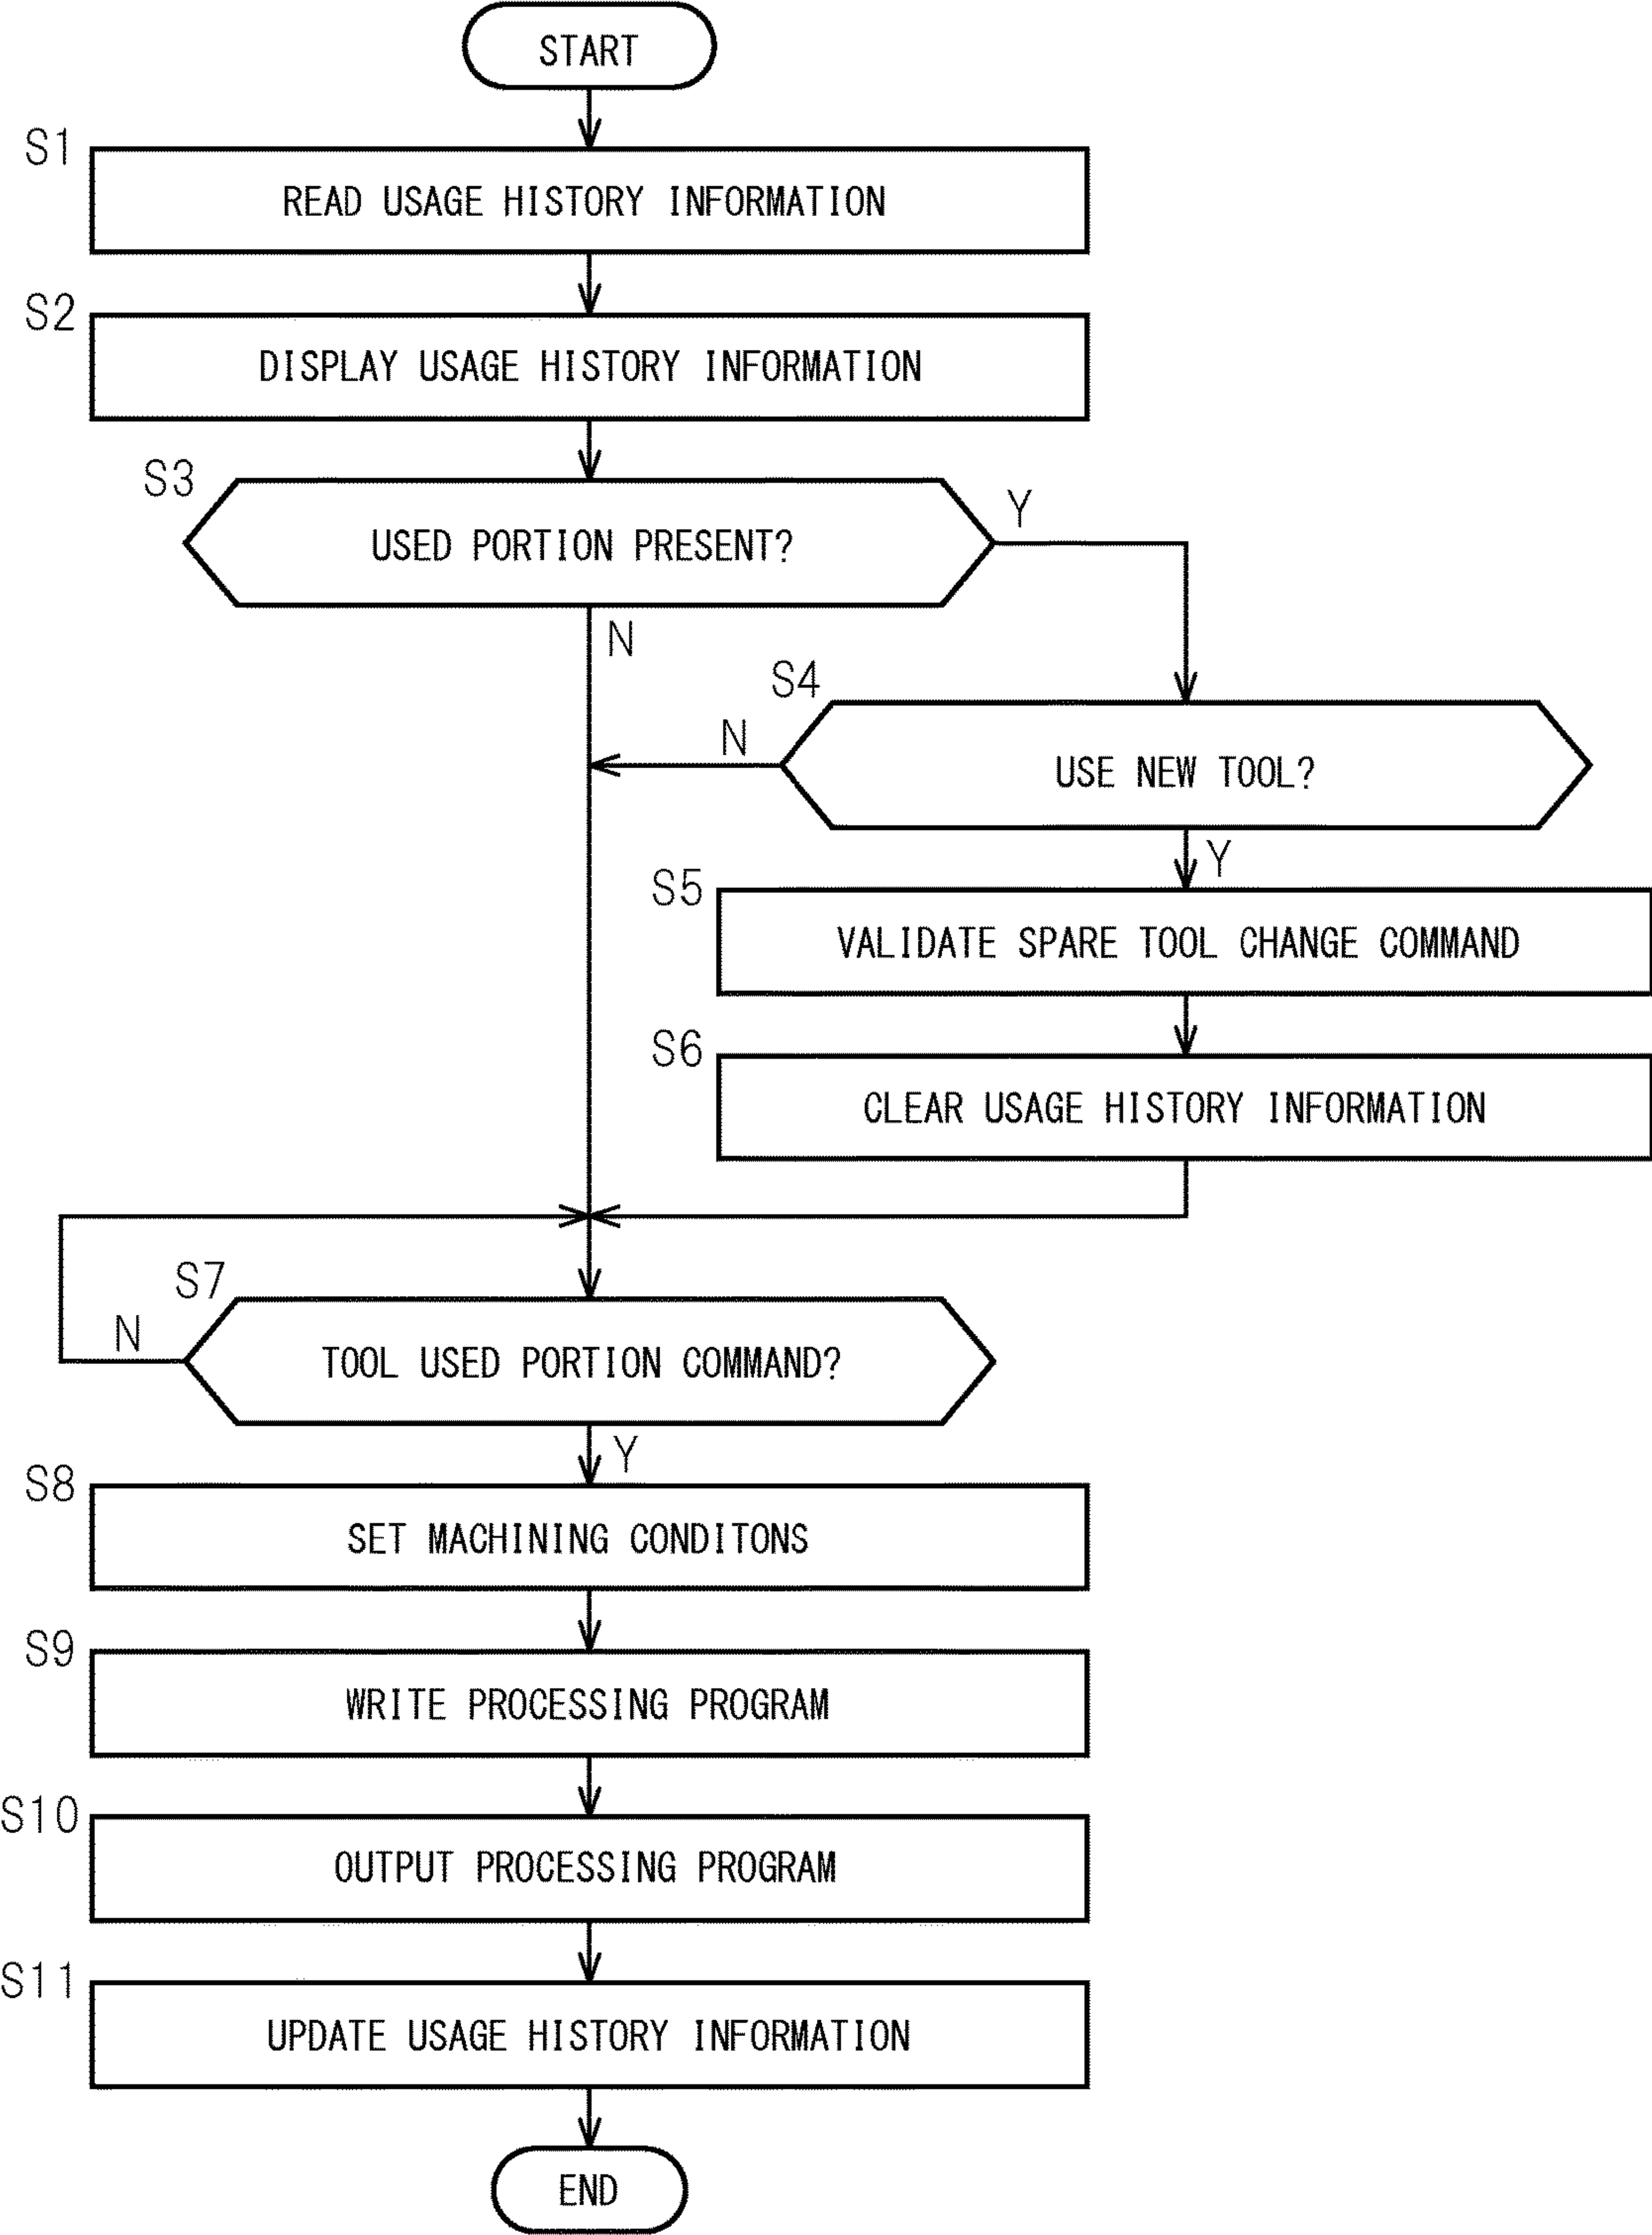 START
S1
READ USAGE HISTORY INFORMATION
S2
DISPLAY USAGE HISTORY INFORMATION
S3
USED PORTION PRESENT?
Y
N
S4
N
USE NEW TOOL?
Y
S5
VALIDATE SPARE TOOL CHANGE COMMAND
S6
CLEAR USAGE HISTORY INFORMATION
S7
N
TOOL USED PORTION COMMAND?
Y
S8
SET MACHINING CONDITONS
S9
WRITE PROCESSING PROGRAM
S10
OUTPUT PROCESSING PROGRAM
S11
UPDATE USAGE HISTORY INFORMATION
END